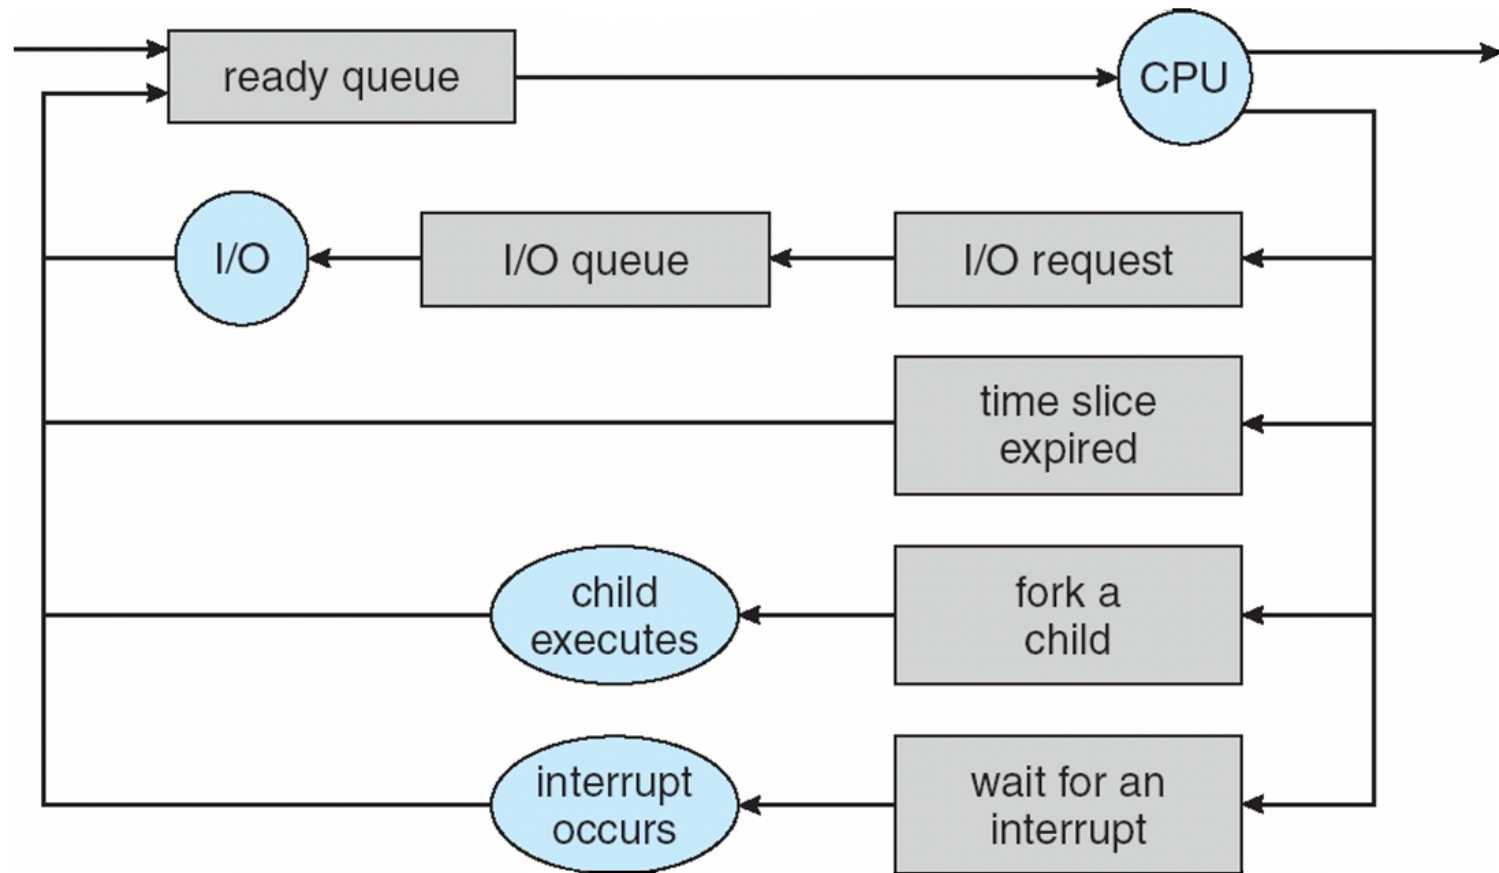 ready queue
CPU
I/O
I/O queue
I/O request
time slice
expired
child
executes
fork a
child
interrupt
occurs
wait for an
interrupt